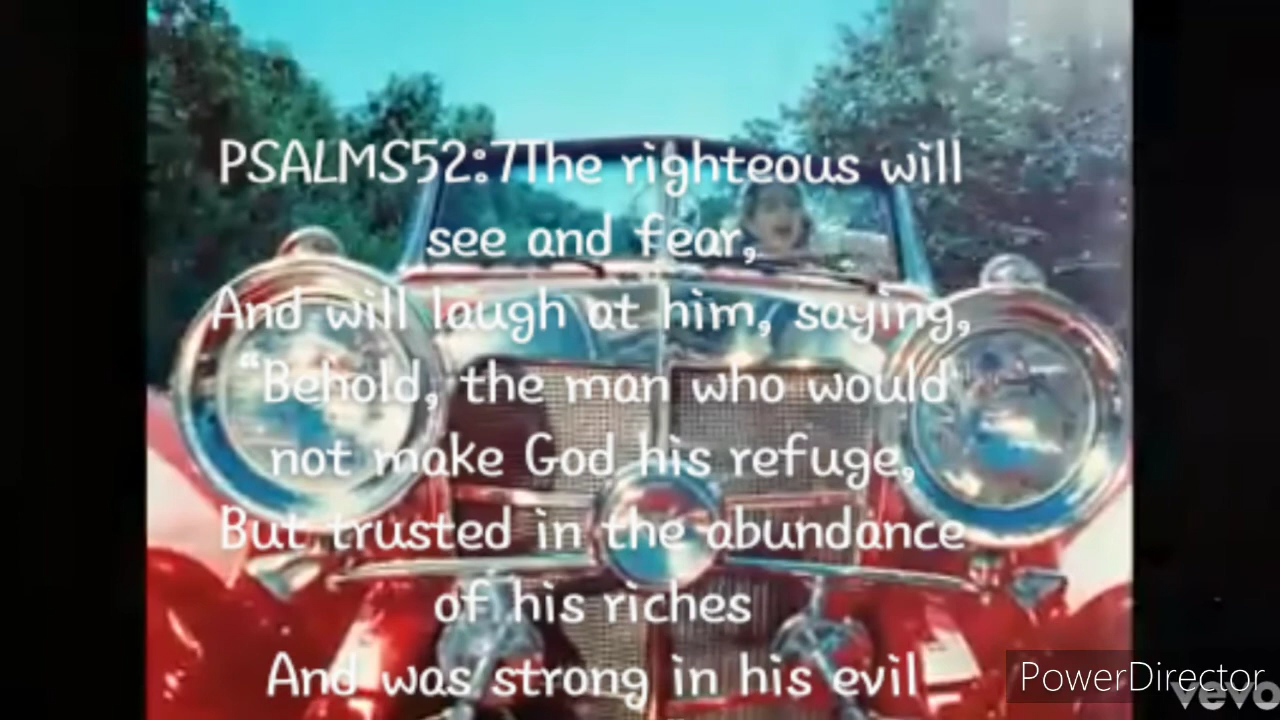 PSALMS52:7The righteous will
see and fear,
And will laugh at him, saying,
“Behold, the man who would
not make God his refuge,
But trusted in the abundance
of his riches
And was strong in his evil
PowerDirector
vevo